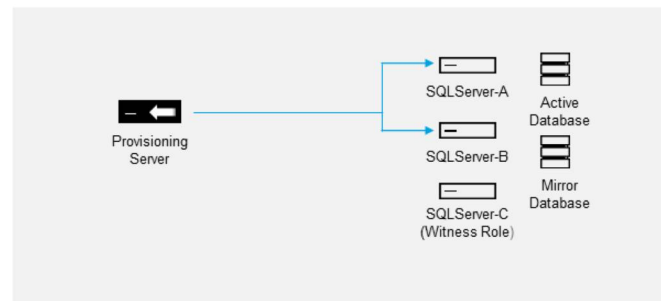 SQLServer-A
Active
Database
Provisioning
Server
SQLServer-B
Mirror
Database
SQLServer-C
(Witness Role)